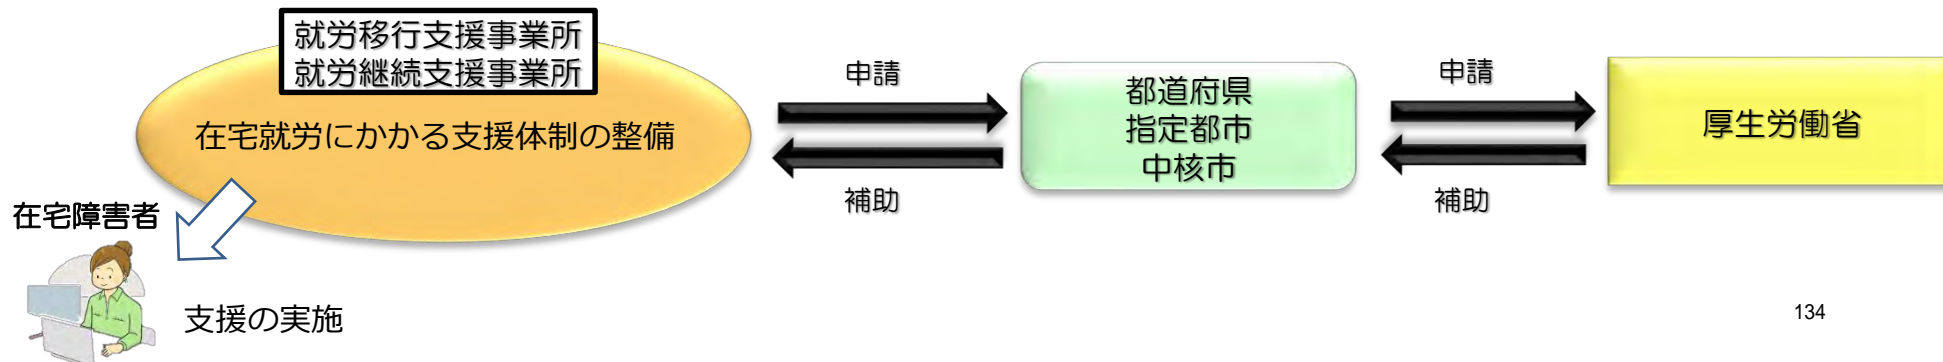 就労移行支援事業所
就労継続支援事業所
在宅就労にかかる支援体制の整備
申請
補助
都道府県
指定都市
中核市
申請
補助
厚生労働省
在宅障害者
支援の実施
134